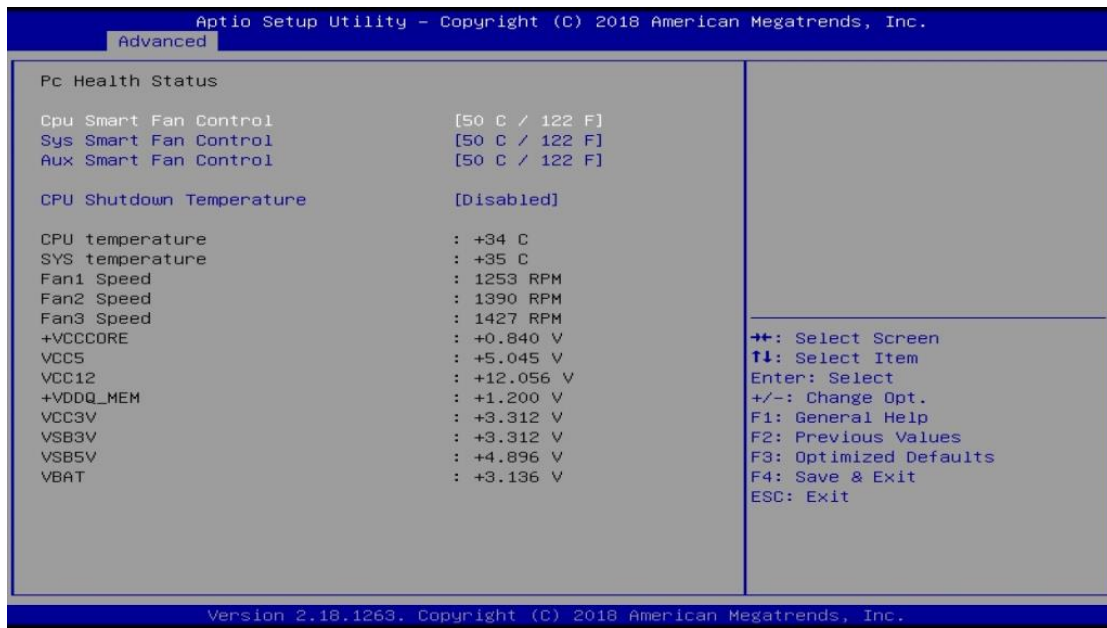 Aptio Setup Utility – Copyright (C) 2018 American Megatrends, Inc.
Advanced
Pc Health Status
Cpu Smart Fan Control [50 C / 122 F]
Sys Smart Fan Control [50 C / 122 F]
Aux Smart Fan Control [50 C / 122 F]
CPU Shutdown Temperature [Disabled]
CPU temperature : +34 C
SYS temperature : +35 C
Fan1 Speed : 1253 RPM
Fan2 Speed : 1390 RPM
Fan3 Speed : 1427 RPM
+VCCCORE : +0.840 V
VCC5 : +5.045 V
VCC12 : +12.056 V
+VDDQ_MEM : +1.200 V
VCC3V : +3.312 V
VSB3V : +3.312 V
VSB5V : +4.896 V
VBAT : +3.136 V
→←: Select Screen
↑↓: Select Item
Enter: Select
+/-: Change Opt.
F1: General Help
F2: Previous Values
F3: Optimized Defaults
F4: Save & Exit
ESC: Exit
Version 2.18.1263. Copyright (C) 2018 American Megatrends, Inc.